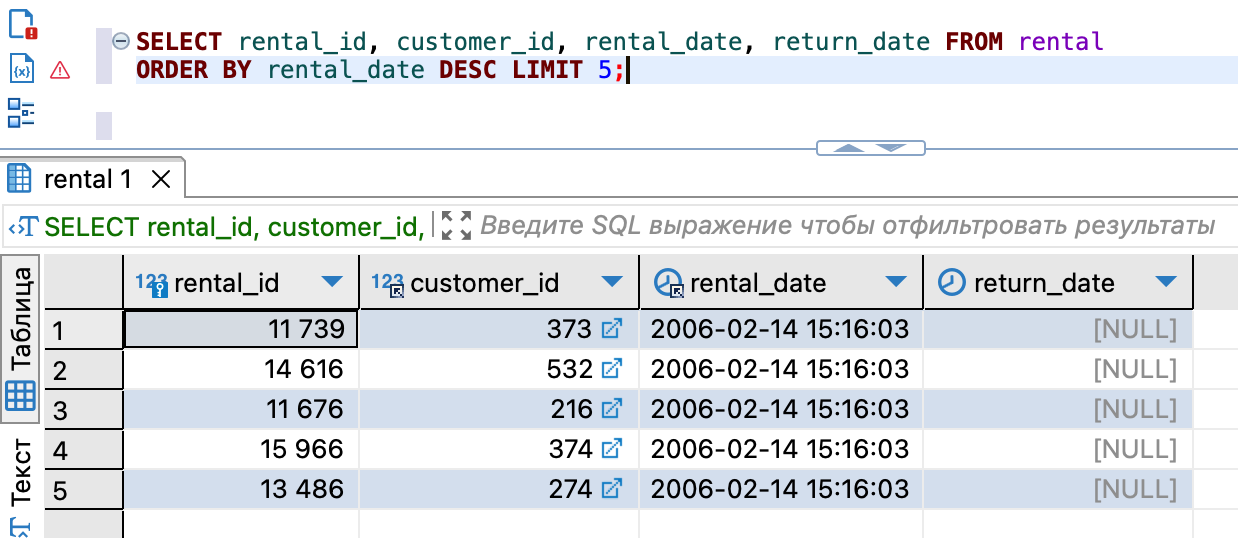 SELECT rental_id, customer_id, rental_date, return_date FROM rental
ORDER BY rental_date DESC LIMIT 5;
rental 1
SELECT rental_id, customer_id, Введите SQL выражение чтобы отфильтровать результаты
Таблица
Текст
123 rental_id 123 customer_id rental_date return_date
1 11 739 373 2006-02-14 15:16:03 [NULL]
2 14 616 532 2006-02-14 15:16:03 [NULL]
3 11 676 216 2006-02-14 15:16:03 [NULL]
4 15 966 374 2006-02-14 15:16:03 [NULL]
5 13 486 274 2006-02-14 15:16:03 [NULL]